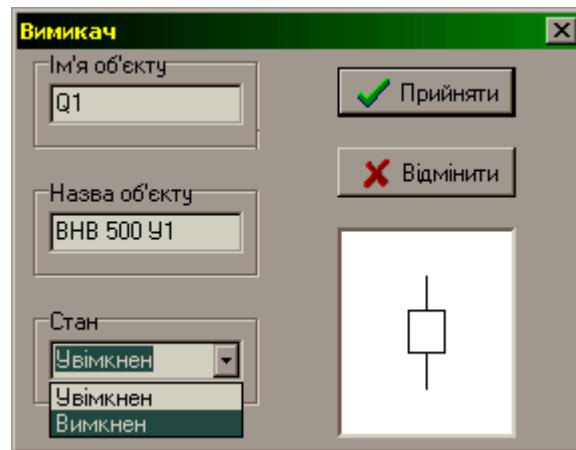 Вимикач
Ім'я об'єкту
Q1
Прийняти
Відмінити
Назва об'єкту
ВНВ 500 У1
Стан
Увімкнен
Увімкнен
Вимкнен